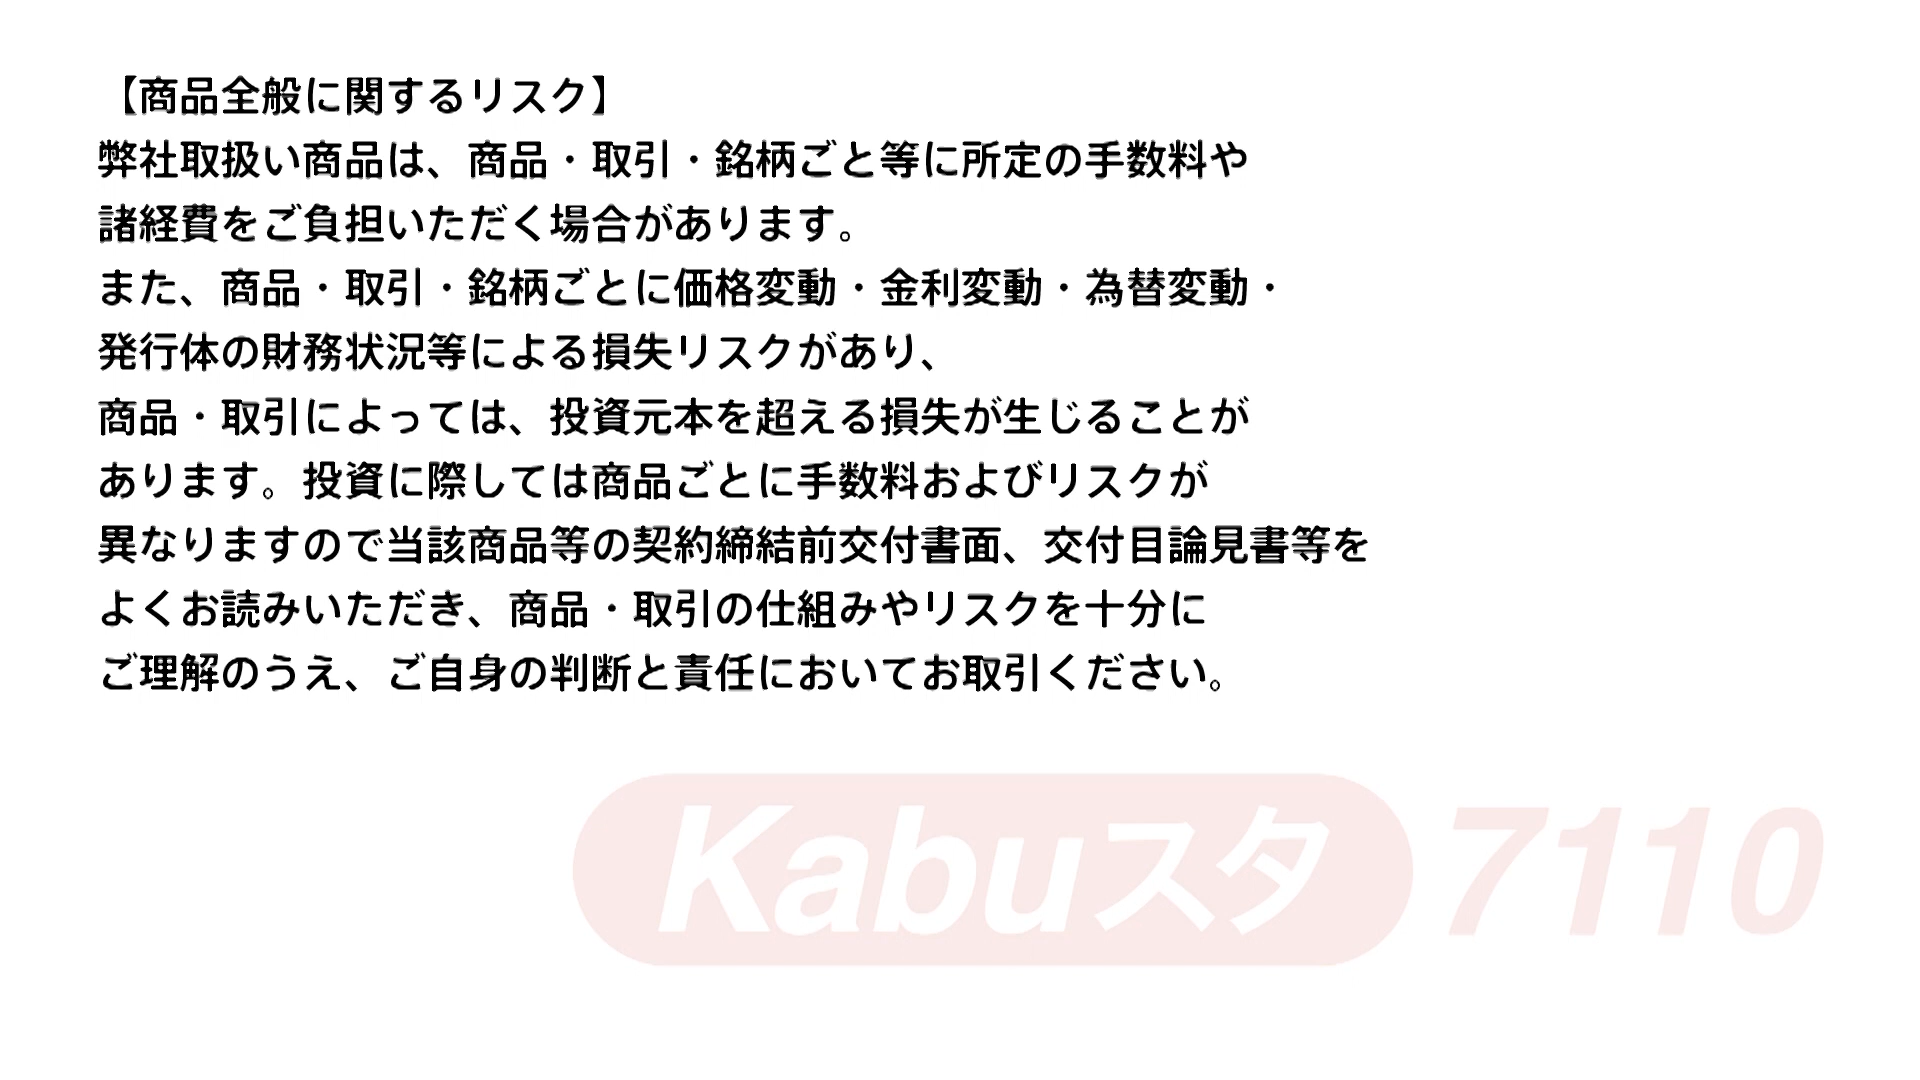 【商品全般に関するリスク】
弊社取扱い商品は、商品・取引・銘柄ごと等に所定の手数料や
諸経費をご負担いただく場合があります。
また、商品・取引・銘柄ごとに価格変動・金利変動・為替変動・
発行体の財務状況等による損失リスクがあり、
商品・取引によっては、投資元本を超える損失が生じることが
あります。投資に際しては商品ごとに手数料およびリスクが
異なりますので当該商品等の契約締結前交付書面、交付目論見書等を
よくお読みいただき、商品・取引の仕組みやリスクを十分に
ご理解のうえ、ご自身の判断と責任においてお取引ください。
Kabuスタ 7110